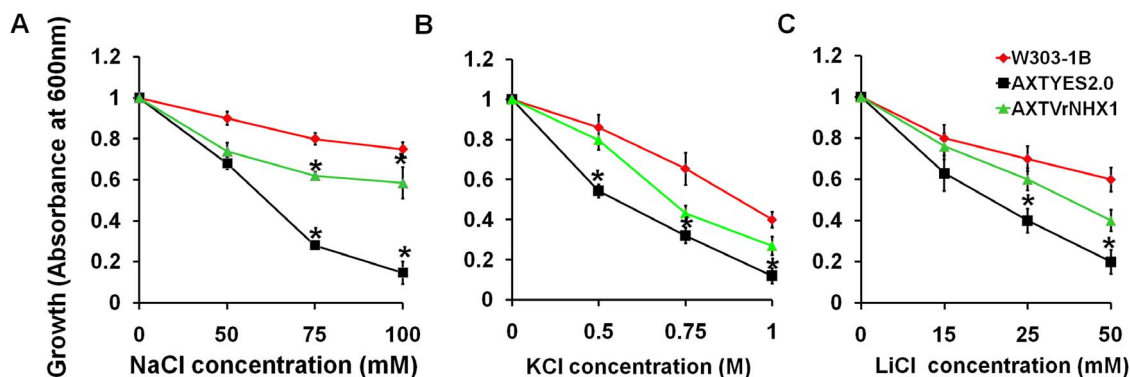 A
B
C
Growth (Absorbance at 600nm)
1.2
1
0.8
0.6
0.4
0.2
0
0
50
75
100
NaCl concentration (mM)
* * * *
1.2
1
0.8
0.6
0.4
0.2
0
0
0.5
0.75
1
KCl concentration (M)
* * *
1.2
1
0.8
0.6
0.4
0.2
0
0
15
25
50
LiCl concentration (mM)
* *
W303-1B
AXTYES2.0
AXTVrNHX1